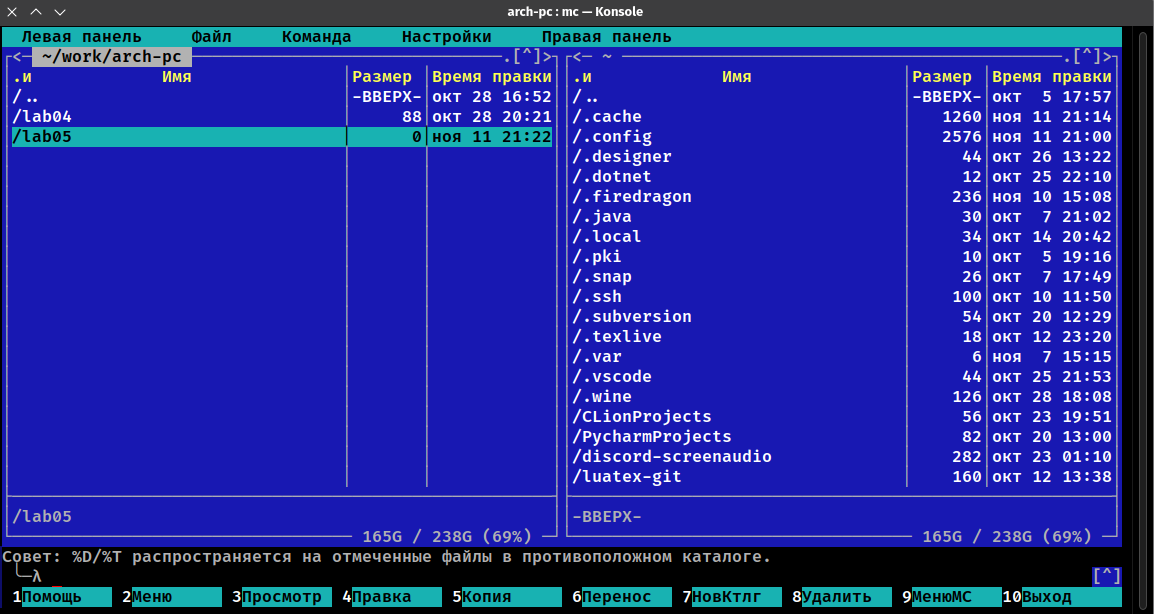 arch-pc : mc — Konsole
Левая панель Файл Команда Настройки Правая панель
<— ~/work/arch-pc .[^]> <— ~ .[^]>
.и Имя Размер Время правки .и Имя Размер Время правки
/.. -ВВЕРХ- окт 28 16:52 /.. -ВВЕРХ- окт 5 17:57
/lab04 88 окт 28 20:21 /.cache 1260 ноя 11 21:14
/lab05 0 ноя 11 21:22 /.config 2576 ноя 11 21:00
/.designer 44 окт 26 13:22
/.dotnet 12 окт 25 22:10
/.firedragon 236 ноя 10 15:08
/.java 30 окт 7 21:02
/.local 34 окт 14 20:42
/.pki 10 окт 5 19:16
/.snap 26 окт 7 17:49
/.ssh 100 окт 10 11:50
/.subversion 54 окт 20 12:29
/.texlive 18 окт 12 23:20
/.var 6 ноя 7 15:15
/.vscode 44 окт 25 21:53
/.wine 126 окт 28 18:08
/CLionProjects 56 окт 23 19:51
/PycharmProjects 82 окт 20 13:00
/discord-screenaudio 282 окт 23 01:10
/luatex-git 160 окт 12 13:38
/lab05 -ВВЕРХ-
165G / 238G (69%) 165G / 238G (69%)
Совет: %D/%T распространяется на отмеченные файлы в противоположном каталоге.
╰─λ [^]
1Помощь 2Меню 3Просмотр 4Правка 5Копия 6Перенос 7НовКтлг 8Удалить 9МенюМС 10Выход